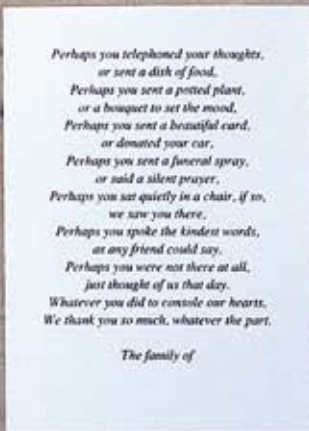 Perhaps you telephoned your thoughts,
or sent a dish of food,
Perhaps you sent a potted plant,
or a bouquet to set the mood,
Perhaps you sent a beautiful card,
or donated your car,
Perhaps you sent a funeral spray,
or said a silent prayer,
Perhaps you sat quietly in a chair, if so,
we saw you there,
Perhaps you spoke the kindest words,
as any friend could say,
Perhaps you were not there at all,
just thought of us that day.
Whatever you did to console our hearts,
We thank you so much, whatever the part.
The family of